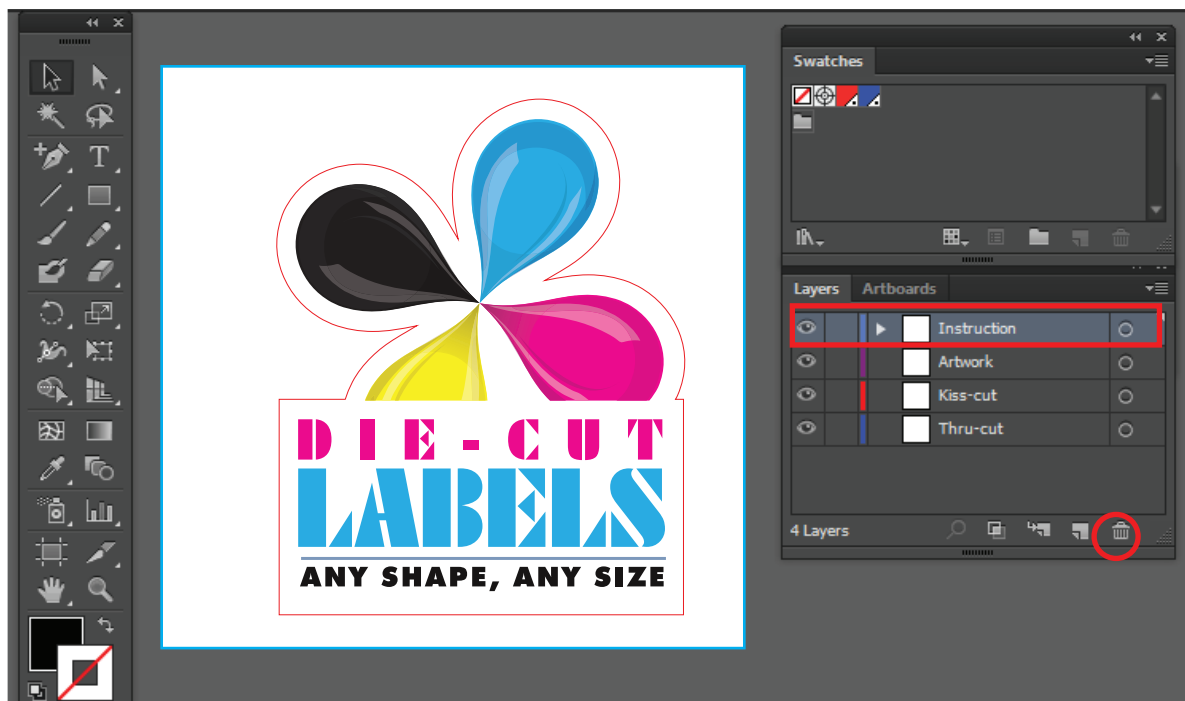 Swatches
Layers Artboards
Instruction
Artwork
Kiss-cut
Thru-cut
4 Layers
T
DIE-CUT
LABELS
ANY SHAPE, ANY SIZE